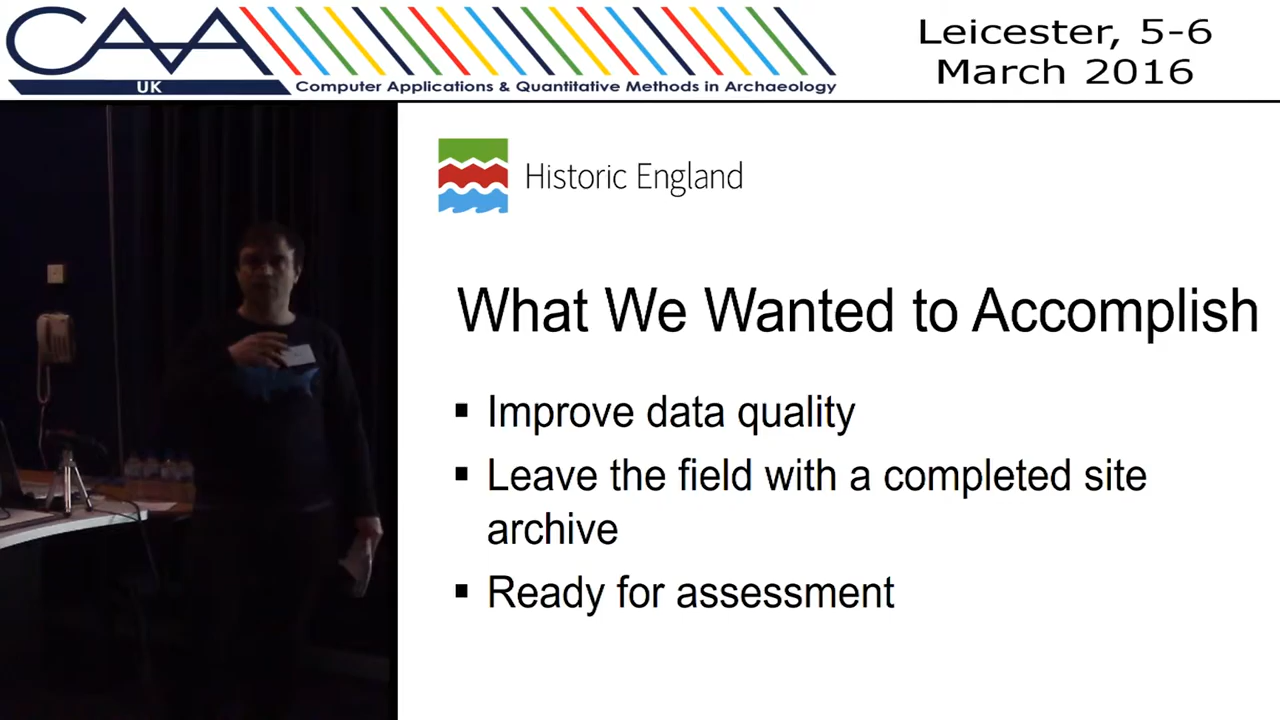 CAA
UK
Computer Applications & Quantitative Methods in Archaeology
Leicester, 5-6
March 2016
Historic England
What We Wanted to Accomplish
▪ Improve data quality
▪ Leave the field with a completed site
archive
▪ Ready for assessment